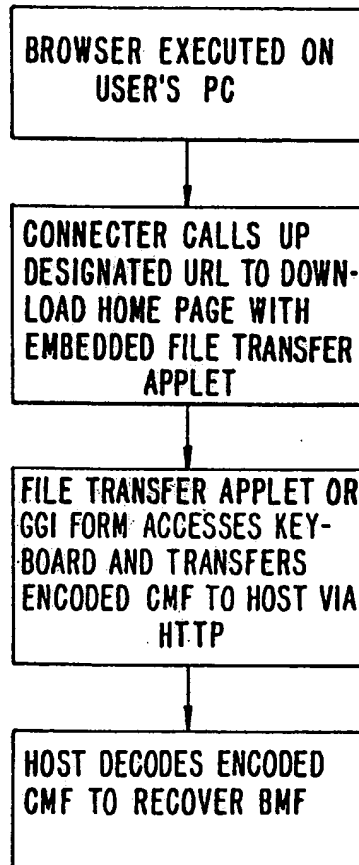 BROWSER EXECUTED ON
USER'S PC
CONNECTER CALLS UP
DESIGNATED URL TO DOWN-
LOAD HOME PAGE WITH
EMBEDDED FILE TRANSFER
APPLET
FILE TRANSFER APPLET OR
GGI FORM ACCESSES KEY-
BOARD AND TRANSFERS
ENCODED CMF TO HOST VIA
HTTP
HOST DECODES ENCODED
CMF TO RECOVER BMF